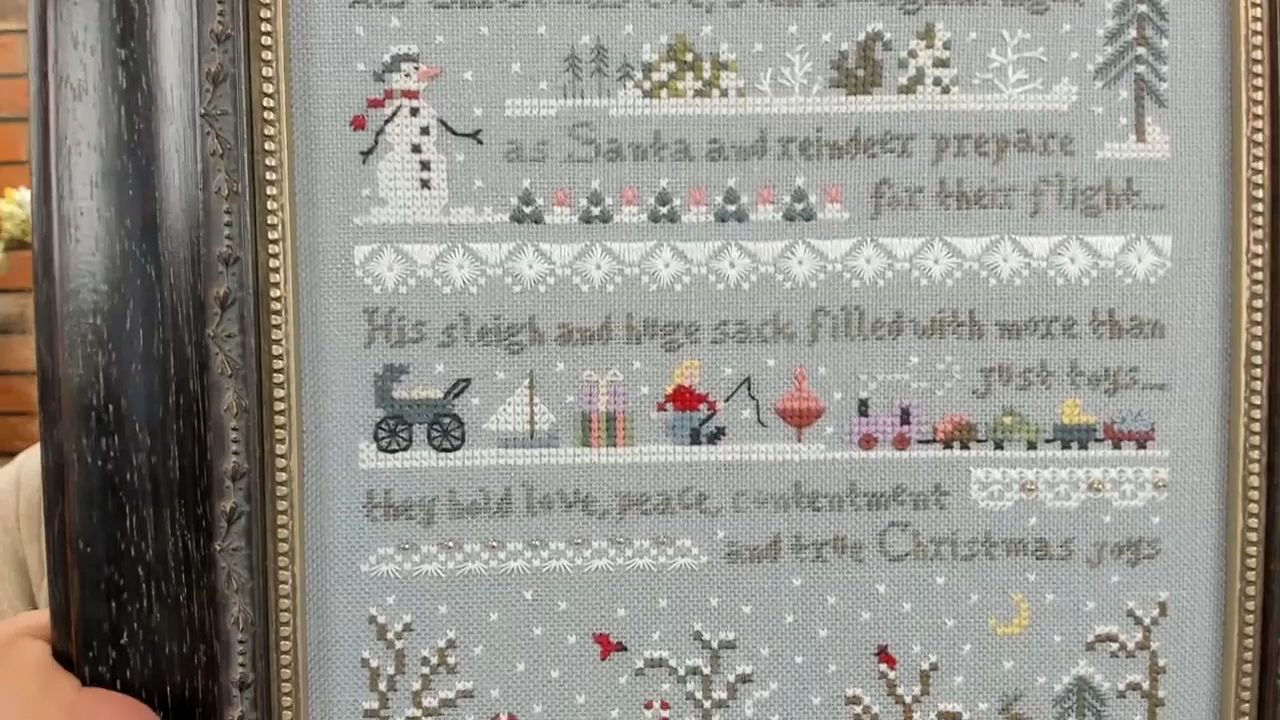 as Santa and reindeer prepare
for their flight...
His sleigh and huge sack filled with more than
just toys...
they hold love, peace, contentment
and true Christmas joys